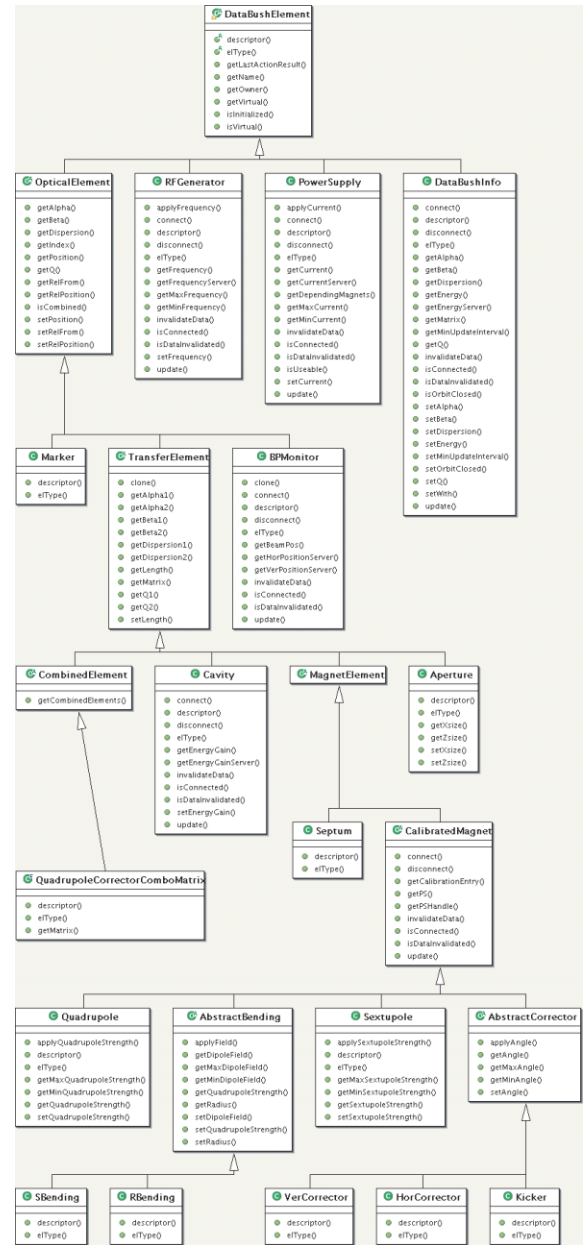 DataBushElement
descriptor()
elType()
getLastActionResult()
getName()
getOwner()
getVirtual()
isInitialized()
isVirtual()
OpticalElement
getAlpha()
getBeta()
getDispersion()
getIndex()
getPosition()
getQ()
getRelFrom()
getRelPosition()
isCombined()
setPosition()
setRelFrom()
setRelPosition()
RFGenerator
applyFrequency()
connect()
descriptor()
disconnect()
elType()
getFrequency()
getFrequencyServer()
getMaxFrequency()
getMinFrequency()
invalidateData()
isConnected()
isDataInvalidated()
setFrequency()
update()
PowerSupply
applyCurrent()
connect()
descriptor()
disconnect()
elType()
getCurrent()
getCurrentServer()
getDependingMagnets()
getMaxCurrent()
getMinCurrent()
invalidateData()
isConnected()
isDataInvalidated()
isUseable()
setCurrent()
update()
DataBushInfo
connect()
descriptor()
disconnect()
elType()
getAlpha()
getBeta()
getDispersion()
getEnergy()
getEnergyServer()
getMatrix()
getMinUpdateInterval()
getQ()
invalidateData()
isConnected()
isDataInvalidated()
isOrbitClosed()
setAlpha()
setBeta()
setDispersion()
setEnergy()
setMinUpdateInterval()
setOrbitClosed()
setQ()
setWith()
update()
Marker
descriptor()
elType()
TransferElement
clone()
getAlpha1()
getAlpha2()
getBeta1()
getBeta2()
getDispersion1()
getDispersion2()
getLength()
getMatrix()
getQ1()
getQ2()
setLength()
BPMonitor
clone()
connect()
descriptor()
disconnect()
elType()
getBeamPos()
getHorPositionServer()
getVerPositionServer()
invalidateData()
isConnected()
isDataInvalidated()
update()
CombinedElement
getCombinedElements()
Cavity
connect()
descriptor()
disconnect()
elType()
getEnergyGain()
getEnergyGainServer()
invalidateData()
isConnected()
isDataInvalidated()
setEnergyGain()
update()
MagnetElement
Aperture
descriptor()
elType()
getXsize()
getZsize()
setXsize()
setZsize()
Septum
descriptor()
elType()
CalibratedMagnet
connect()
disconnect()
getCalibrationEntry()
getPS()
getPSHandle()
invalidateData()
isConnected()
isDataInvalidated()
update()
QuadrupoleCorrectorComboMatrix
descriptor()
elType()
getMatrix()
Quadrupole
applyQuadrupoleStrength()
descriptor()
elType()
getMaxQuadrupoleStrength()
getMinQuadrupoleStrength()
getQuadrupoleStrength()
setQuadrupoleStrength()
AbstractBending
applyField()
getDipoleField()
getMaxDipoleField()
getMinDipoleField()
getQuadrupoleStrength()
getRadius()
setDipoleField()
setQuadrupoleStrength()
setRadius()
Sextupole
applySextupoleStrength()
descriptor()
elType()
getMaxSextupoleStrength()
getMinSextupoleStrength()
getSextupoleStrength()
setSextupoleStrength()
AbstractCorrector
applyAngle()
getAngle()
getMaxAngle()
getMinAngle()
setAngle()
SBending
descriptor()
elType()
RBending
descriptor()
elType()
VerCorrector
descriptor()
elType()
HorCorrector
descriptor()
elType()
Kicker
descriptor()
elType()